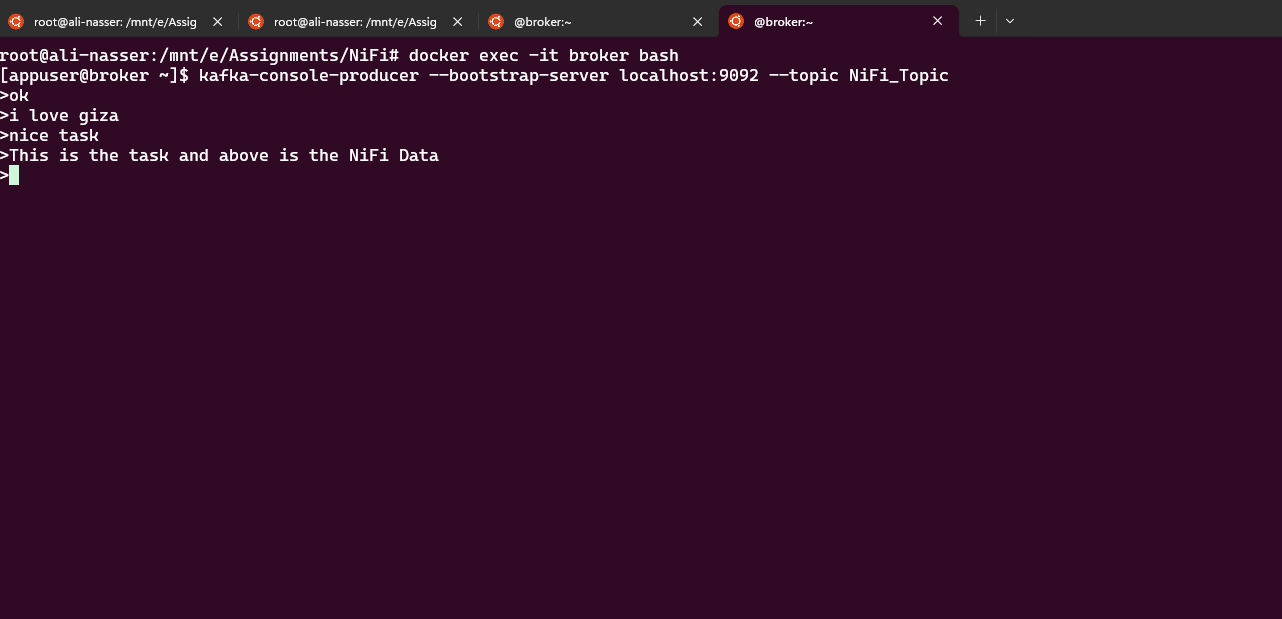 root@ali-nasser: /mnt/e/Assig
root@ali-nasser: /mnt/e/Assig
@broker:~
@broker:~
root@ali-nasser:/mnt/e/Assignments/NiFi# docker exec -it broker bash
[appuser@broker ~]$ kafka-console-producer --bootstrap-server localhost:9092 --topic NiFi_Topic
>ok
>i love giza
>nice task
>This is the task and above is the NiFi Data
>